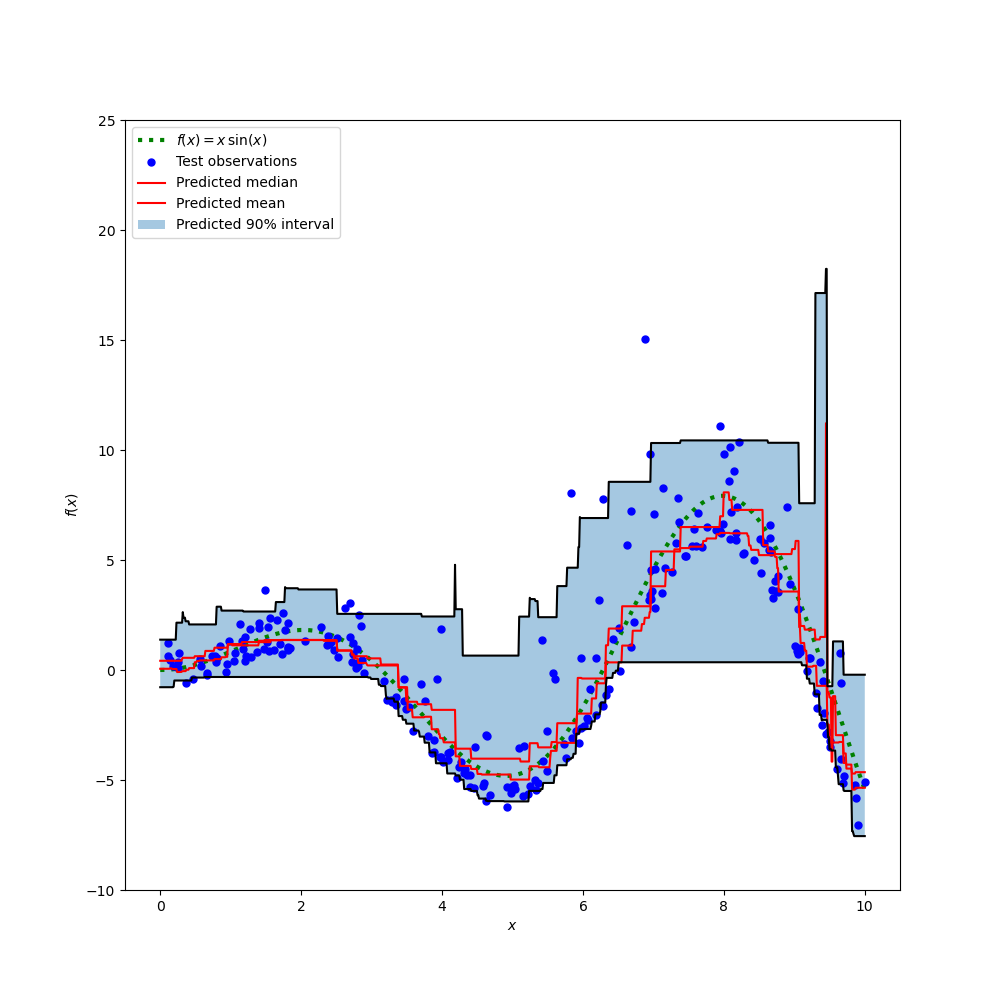 25
20
15
10
5
0
−5
−10
f(x)
f(x) = x sin(x)
Test observations
Predicted median
Predicted mean
Predicted 90% interval
0 2 4 6 8 10
x